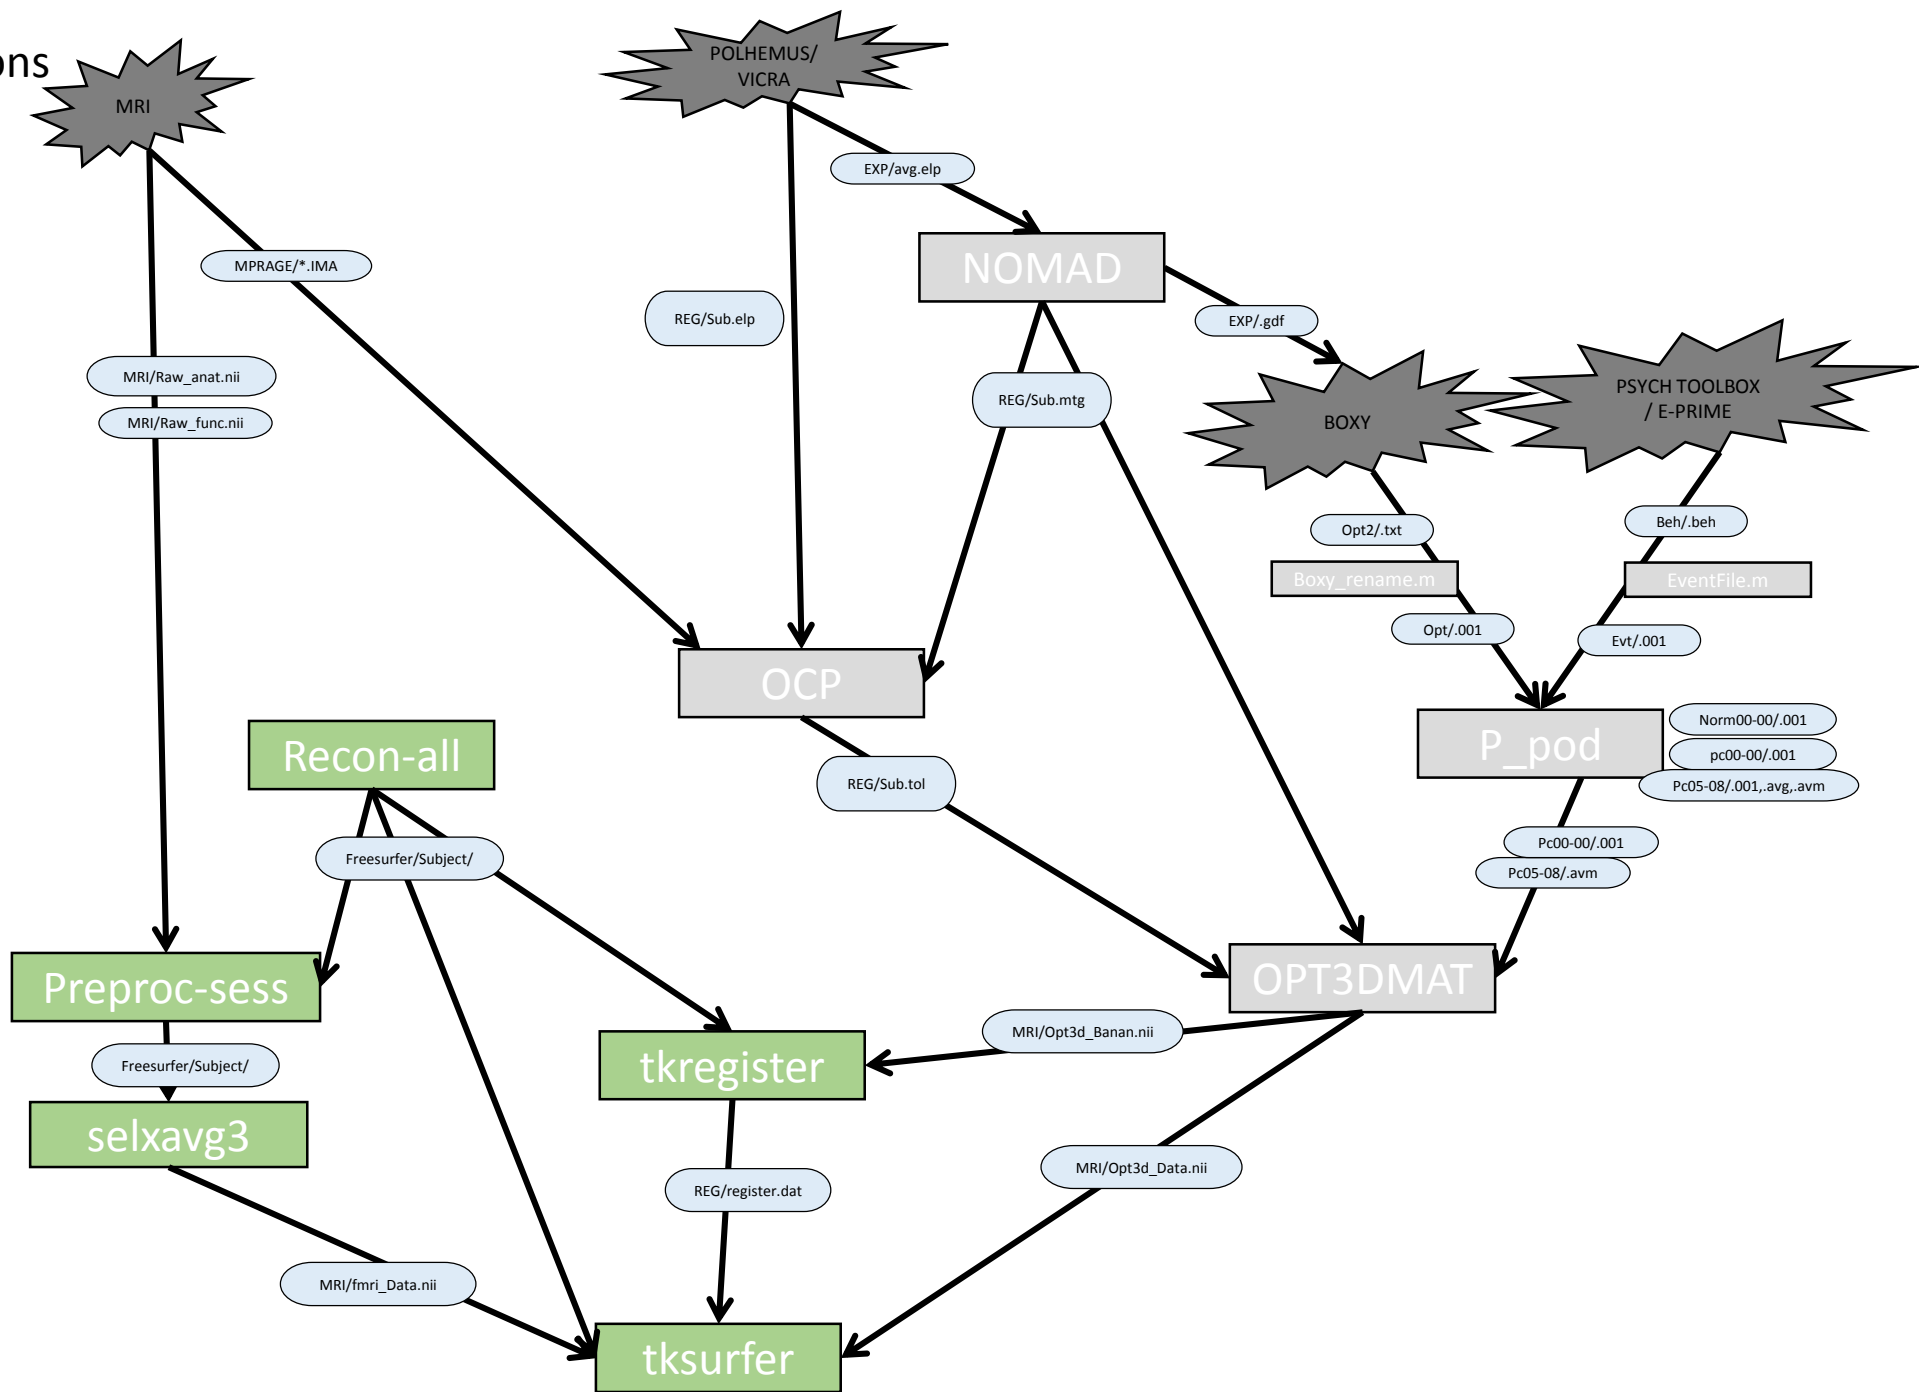 ons
MRI
POLHEMUS/
VICRA
EXP/avg.elp
NOMAD
MPRAGE/*.IMA
REG/Sub.elp
EXP/.gdf
MRI/Raw_anat.nii
MRI/Raw_func.nii
REG/Sub.mtg
BOXY
PSYCH TOOLBOX
/ E-PRIME
Opt2/.txt
Beh/.beh
Boxy_rename.m
EventFile.m
Opt/.001
Evt/.001
OCP
P_pod
Norm00-00/.001
pc00-00/.001
Pc05-08/.001,.avg,.avm
Recon-all
REG/Sub.tol
Freesurfer/Subject/
Pc00-00/.001
Pc05-08/.avm
Preproc-sess
OPT3DMAT
MRI/Opt3d_Banan.nii
Freesurfer/Subject/
tkregister
selxavg3
MRI/Opt3d_Data.nii
REG/register.dat
MRI/fmri_Data.nii
tksurfer